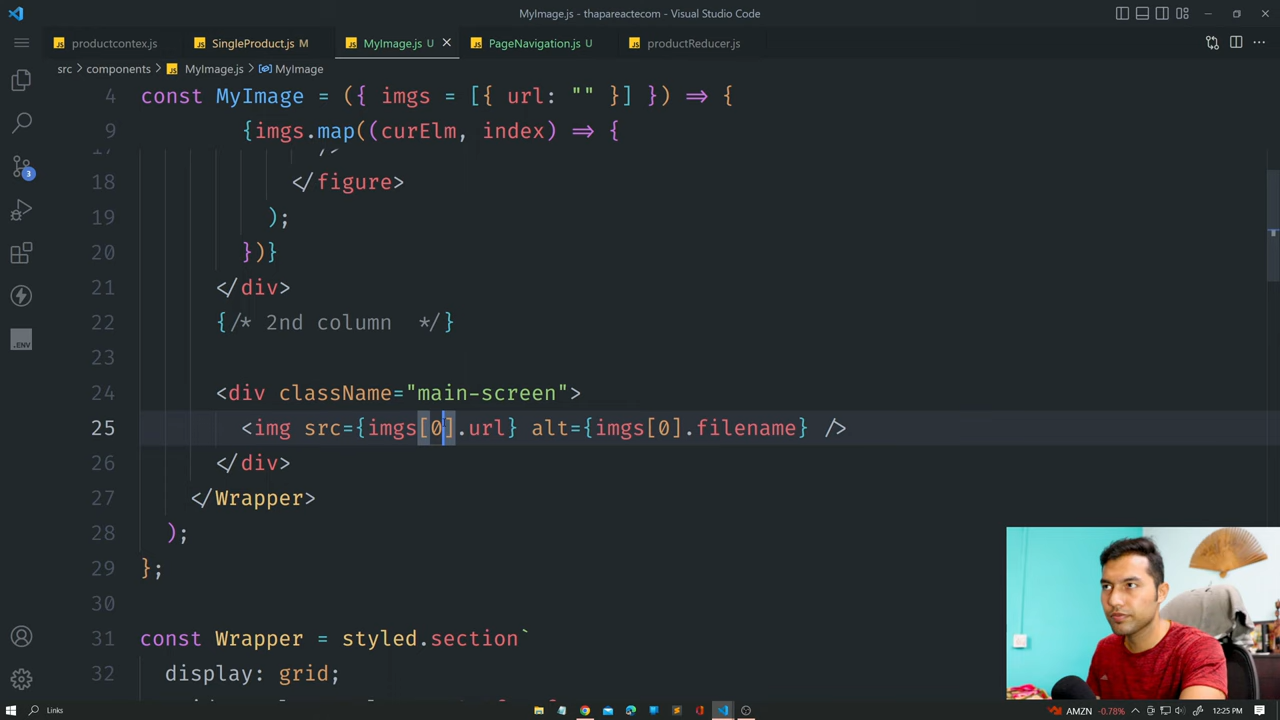 MyImage.js - thapareactecom - Visual Studio Code
productcontex.js SingleProduct.js M MyImage.js U PageNavigation.js U productReducer.js
src > components > MyImage.js > MyImage
4 const MyImage = ({ imgs = [{ url: "" }] }) => {
9 {imgs.map((curElm, index) => {
17 />
18 </figure>
19 );
20 })}
21 </div>
22 {/* 2nd column */}
23
24 <div className="main-screen">
25 <img src={imgs[0].url} alt={imgs[0].filename} />
26 </div>
27 </Wrapper>
28 );
29 };
30
31 const Wrapper = styled.section`
32 display: grid;
3
.ENV
Links
AMZN -0.78%
12:25 PM